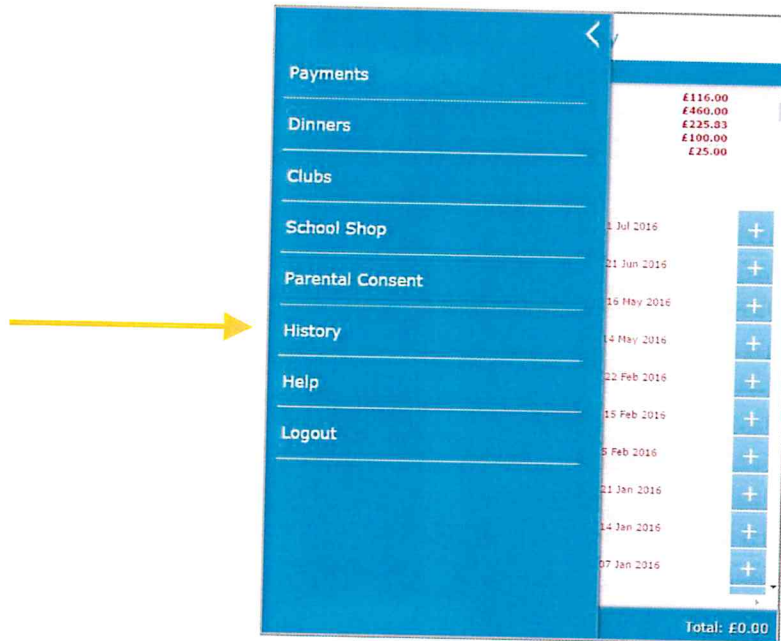 Payments
Dinners
Clubs
School Shop
Parental Consent
History
Help
Logout
£116.00
£460.00
£225.83
£100.00
£25.00
1 Jul 2016
21 Jun 2016
16 May 2016
14 May 2016
22 Feb 2016
15 Feb 2016
5 Feb 2016
21 Jan 2016
14 Jan 2016
07 Jan 2016
Total: £0.00